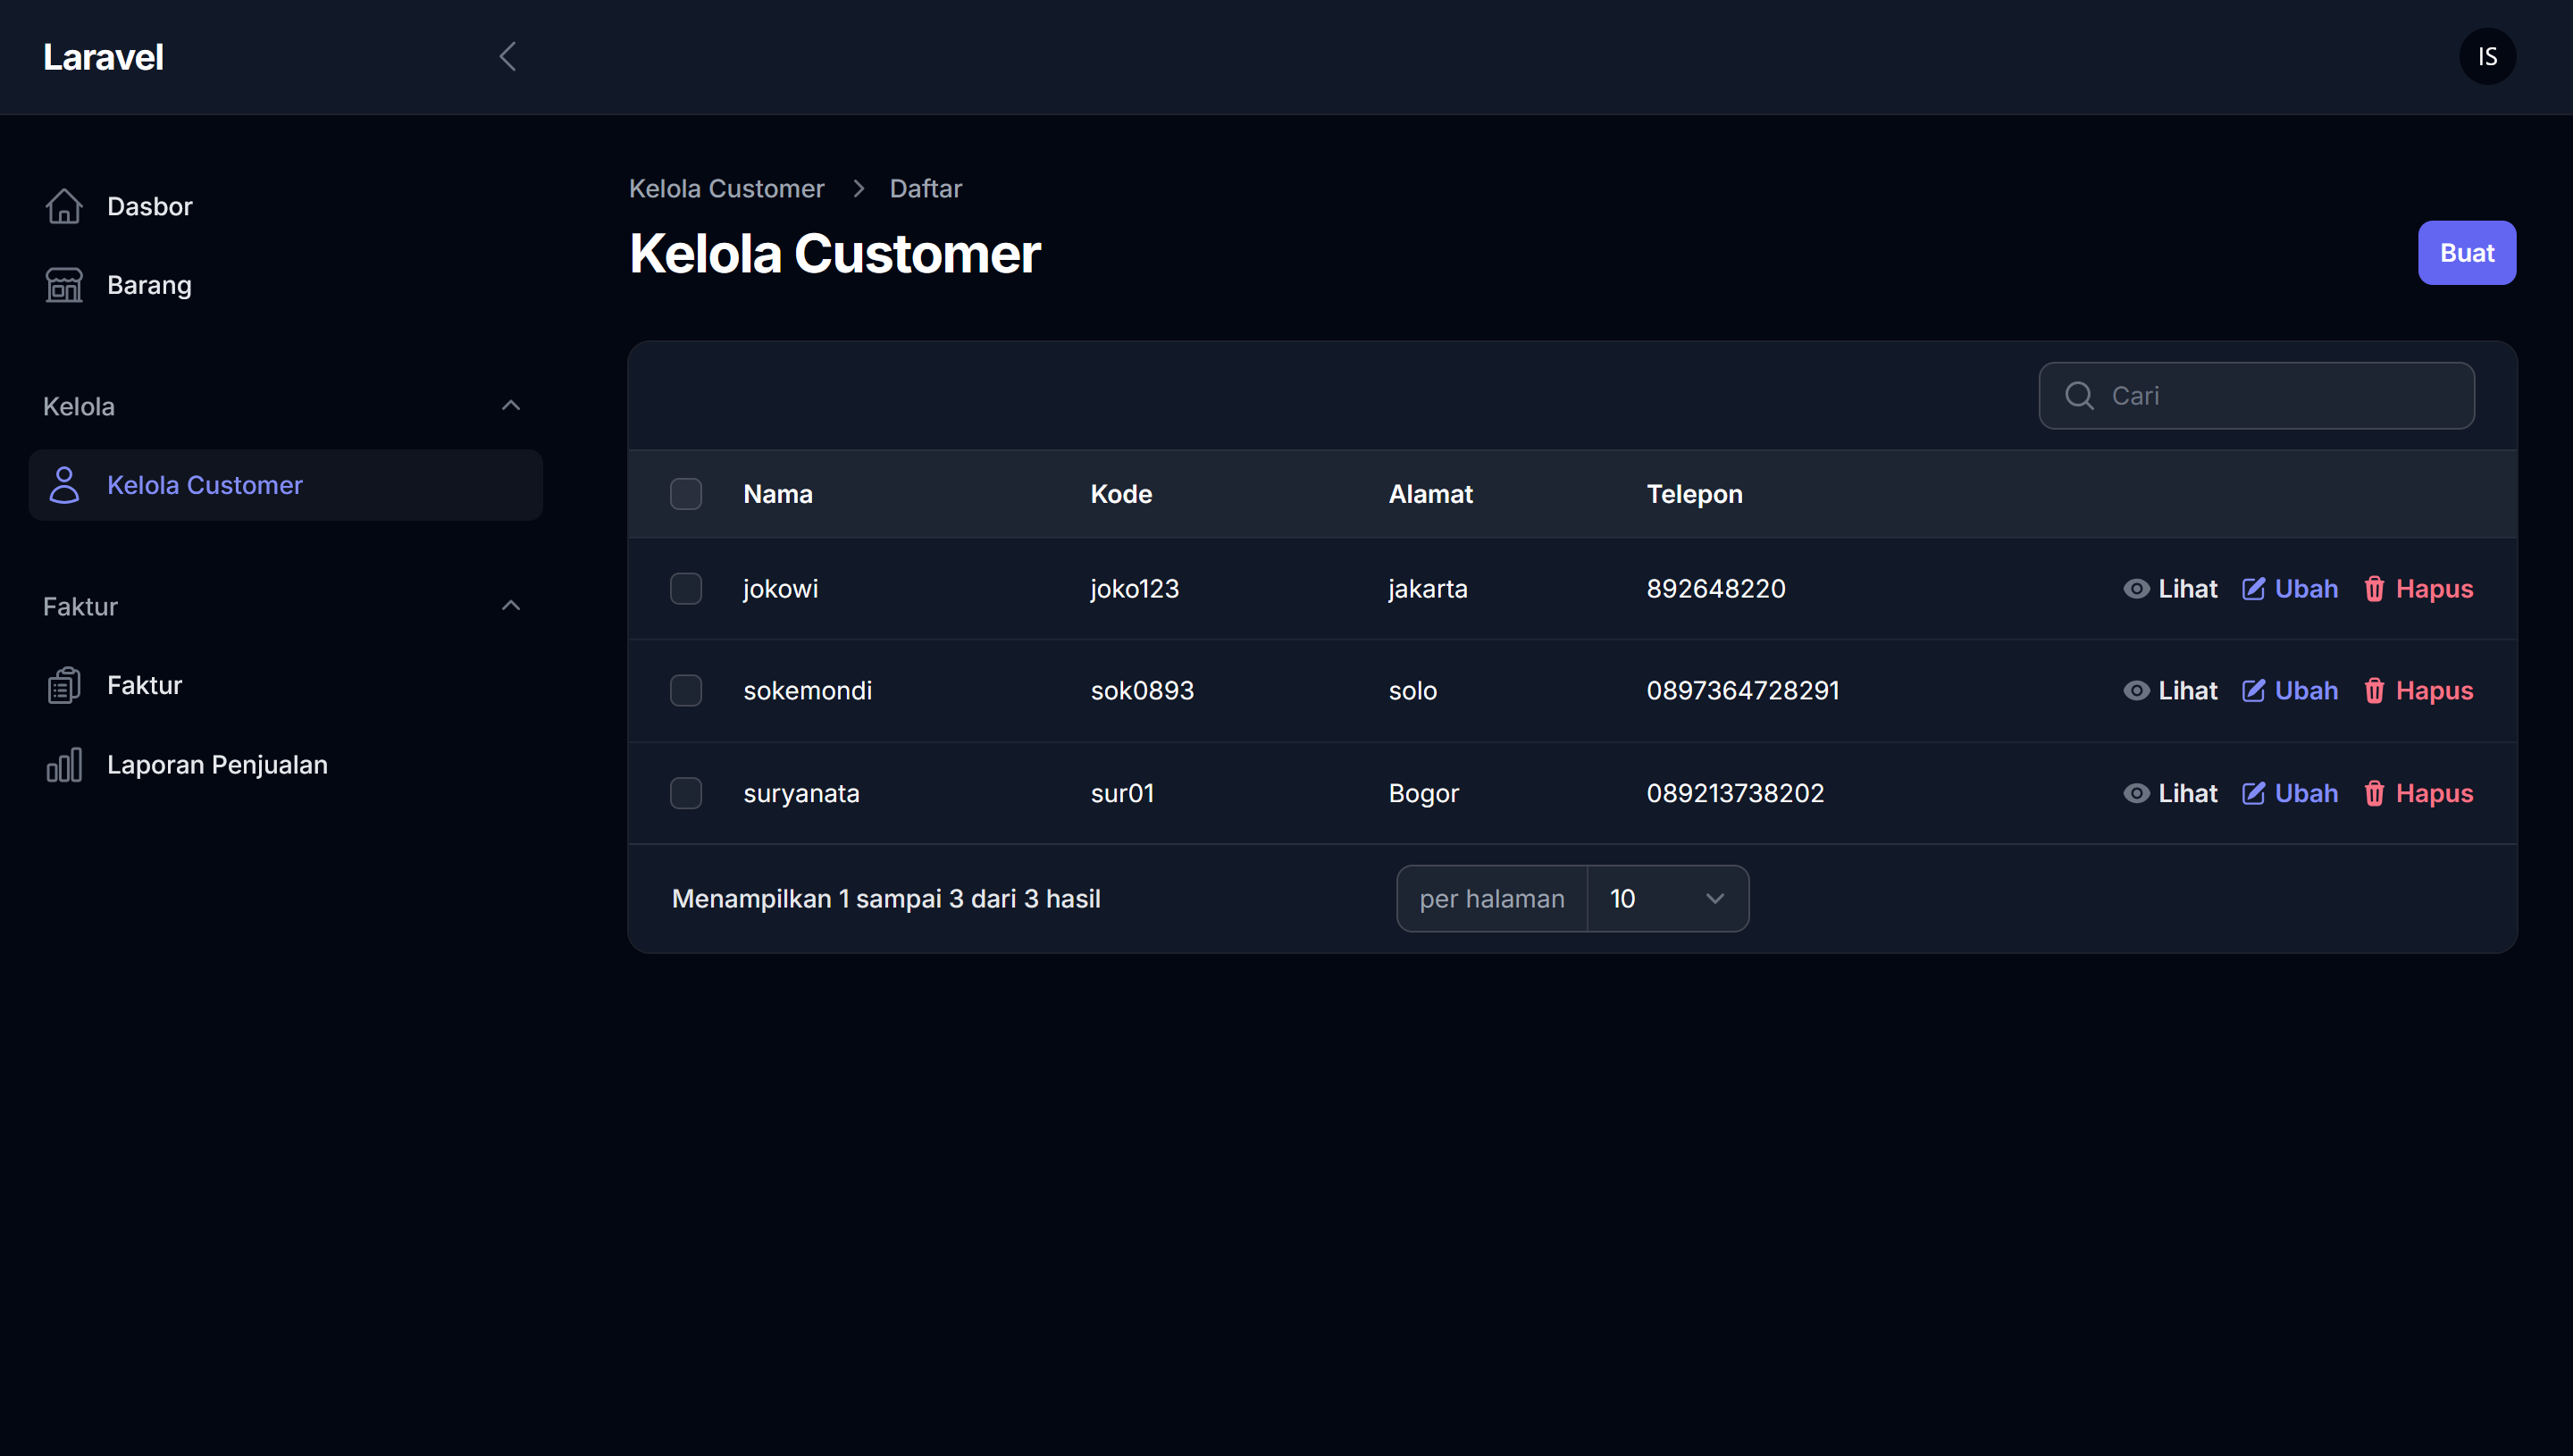 Laravel
IS
Dasbor
Barang
Kelola
Kelola Customer
Faktur
Faktur
Laporan Penjualan
Kelola Customer > Daftar
Kelola Customer
Buat
Cari
Nama Kode Alamat Telepon
jokowi joko123 jakarta 892648220 Lihat Ubah Hapus
sokemondi sok0893 solo 0897364728291 Lihat Ubah Hapus
suryanata sur01 Bogor 089213738202 Lihat Ubah Hapus
Menampilkan 1 sampai 3 dari 3 hasil per halaman 10